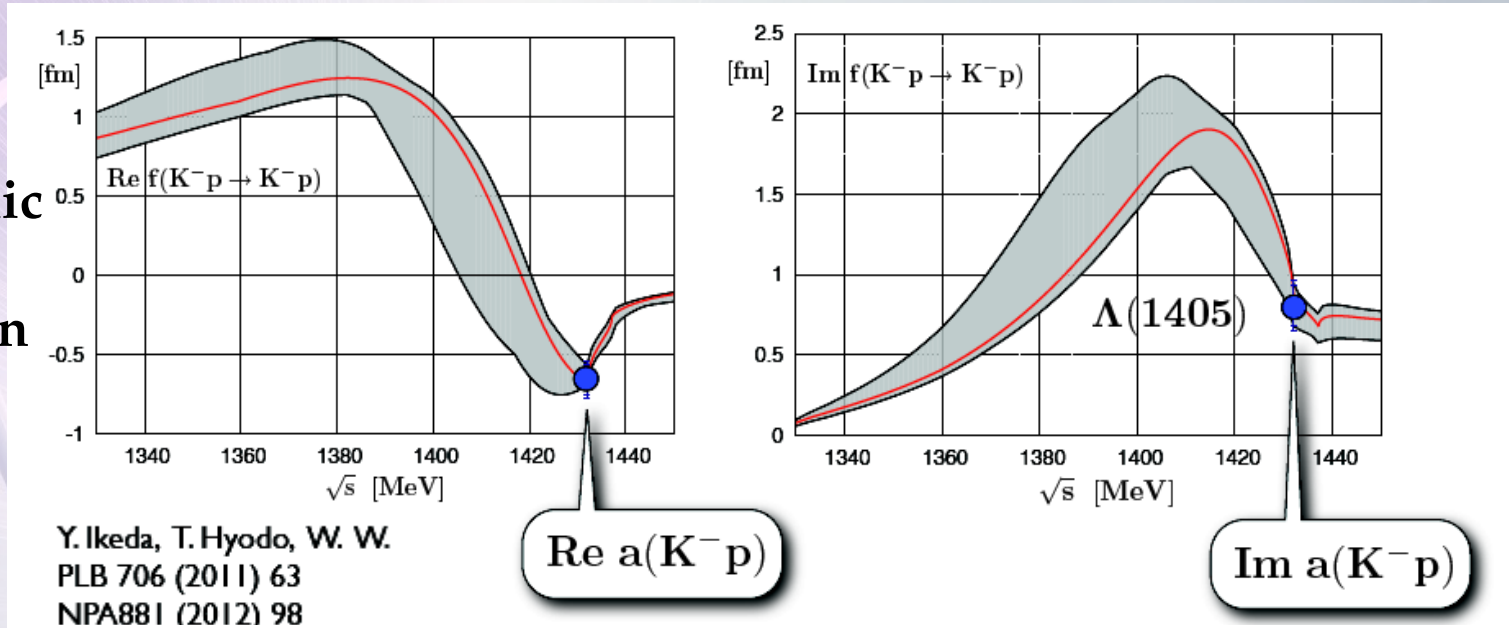 1.5
[fm]
1
0.5
0
-0.5
-1
Re f(K⁻p → K⁻p)
1340 1360 1380 1400 1420 1440
√s [MeV]
2.5
[fm]
2
1.5
1
0.5
0
Im f(K⁻p → K⁻p)
Λ(1405)
1340 1360 1380 1400 1420 1440
√s [MeV]
ic
n
Re a(K⁻p)
Im a(K⁻p)
Y. Ikeda, T. Hyodo, W. W.
PLB 706 (2011) 63
NPA881 (2012) 98